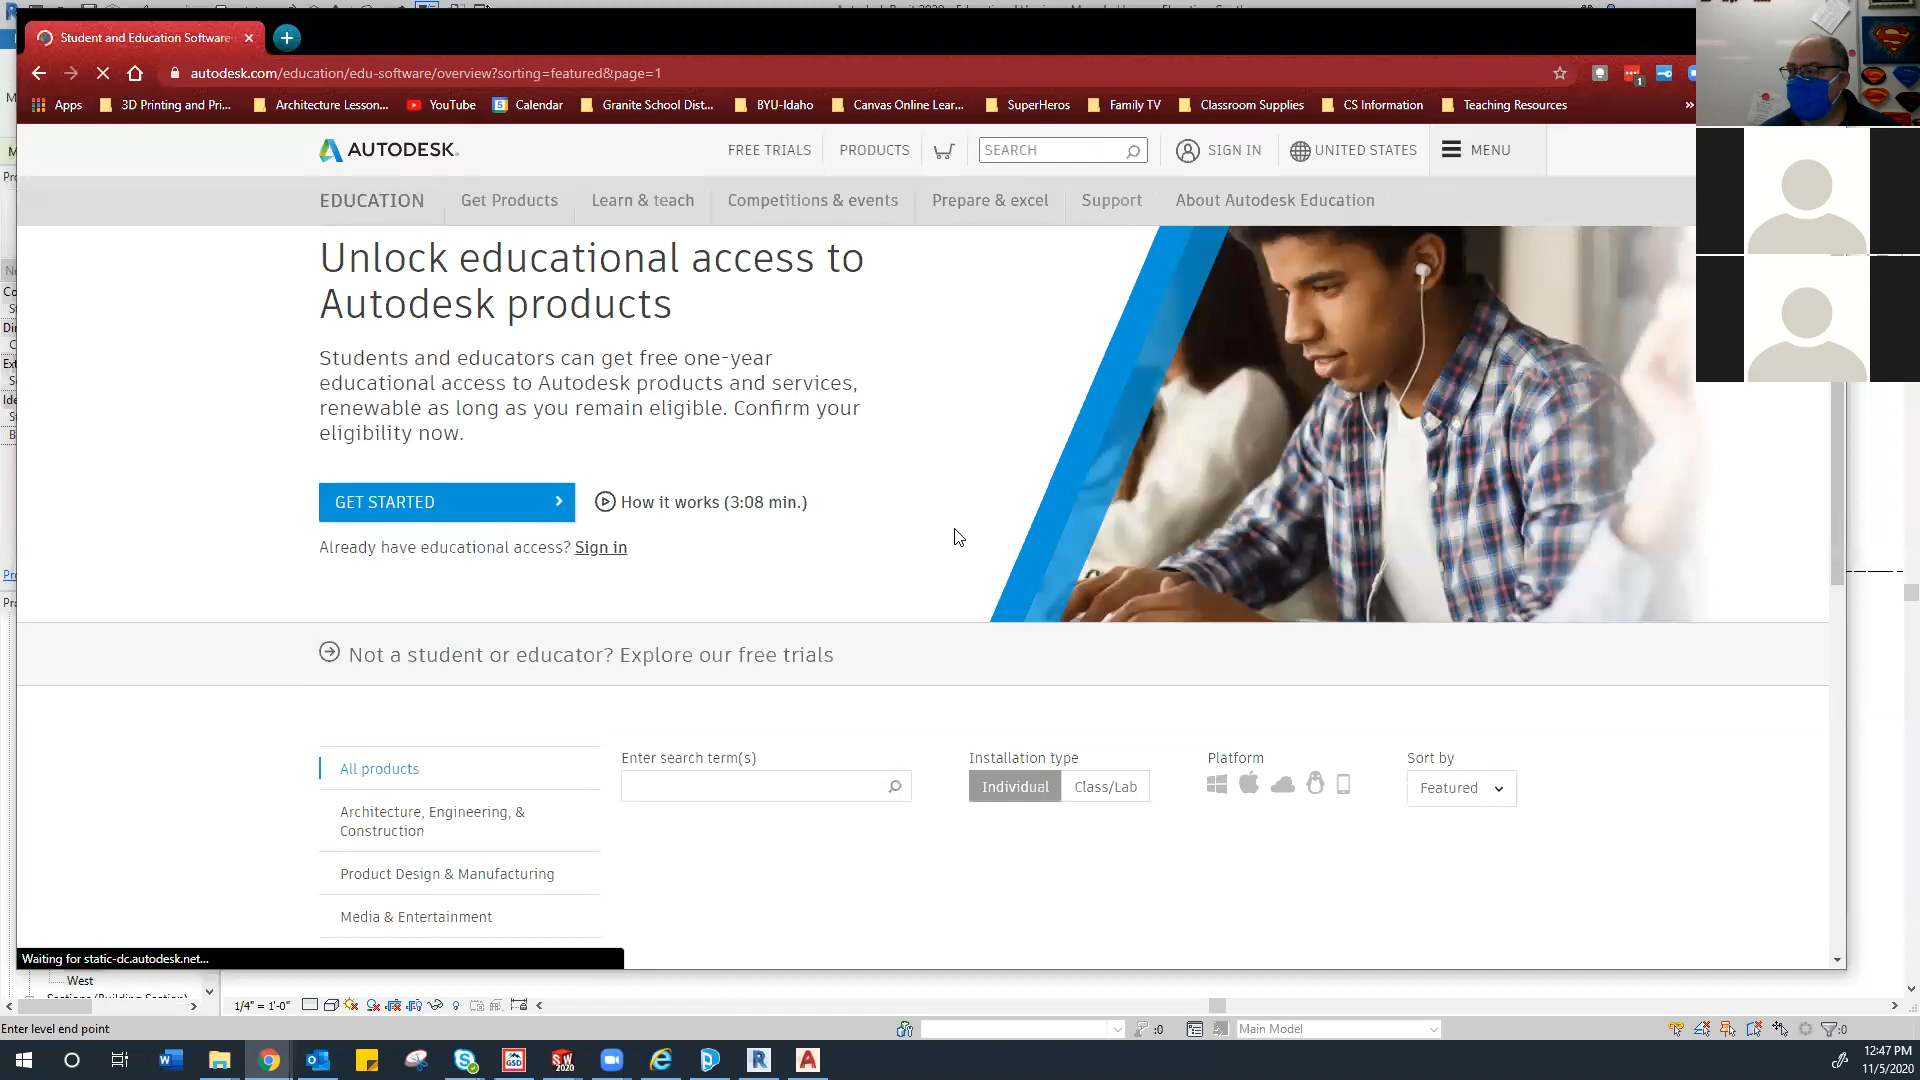 Student and Education Software
autodesk.com/education/edu-software/overview?sorting=featured&page=1
1
Apps
3D Printing and Pri...
Architecture Lesson...
YouTube
Calendar
Granite School Dist...
BYU-Idaho
Canvas Online Lear...
SuperHeros
Family TV
Classroom Supplies
CS Information
Teaching Resources
»
AUTODESK.
FREE TRIALS
PRODUCTS
SEARCH
SIGN IN
UNITED STATES
MENU
EDUCATION
Get Products
Learn & teach
Competitions & events
Prepare & excel
Support
About Autodesk Education
Unlock educational access to
Autodesk products
Students and educators can get free one-year
educational access to Autodesk products and services,
renewable as long as you remain eligible. Confirm your
eligibility now.
GET STARTED
How it works (3:08 min.)
Already have educational access? Sign in
Not a student or educator? Explore our free trials
All products
Architecture, Engineering, &
Construction
Product Design & Manufacturing
Media & Entertainment
Enter search term(s)
Installation type
Individual
Class/Lab
Platform
Sort by
Featured
Waiting for static-dc.autodesk.net...
West
1/4" = 1'-0"
Enter level end point
:0
Main Model
:0
12:47 PM
11/5/2020